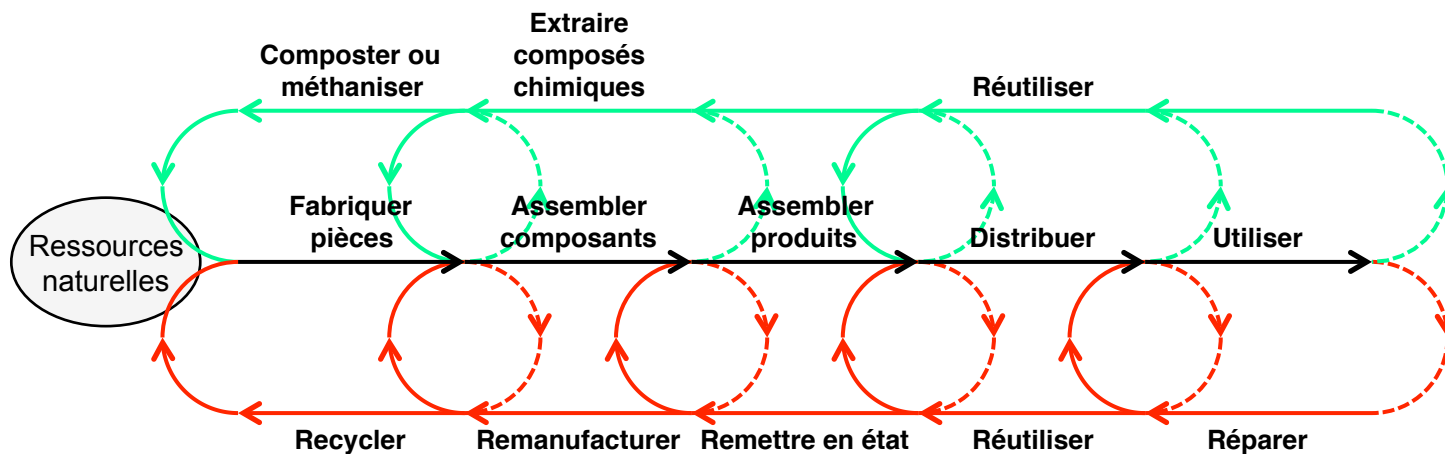 Extraire
composés
chimiques
Composter ou
méthaniser
Réutiliser
Ressources
naturelles
Fabriquer
pièces
Assembler
composants
Assembler
produits
Distribuer
Utiliser
Recycler
Remanufacturer
Remettre en état
Réutiliser
Réparer